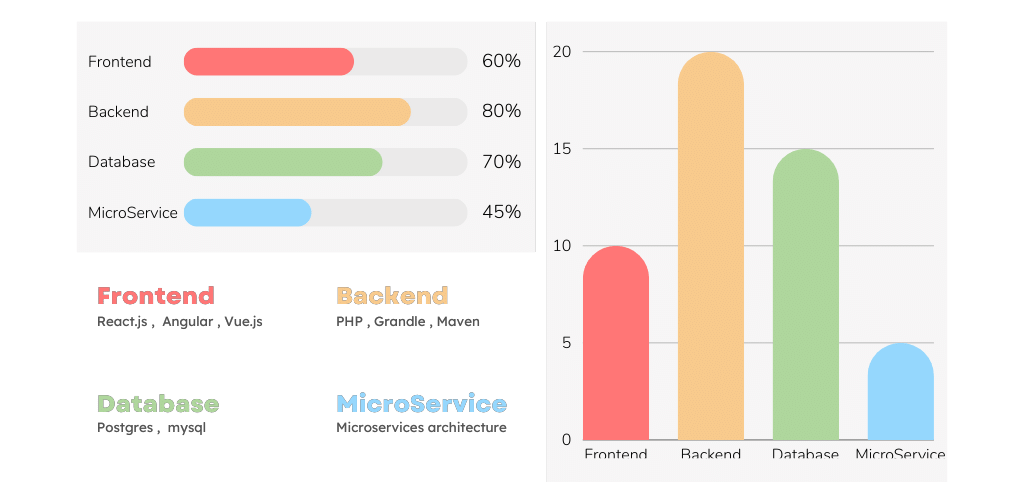 Frontend 60%
Backend 80%
Database 70%
MicroService 45%
Frontend
React.js ,  Angular , Vue.js
Backend
PHP , Grandle , Maven
Database
Postgres ,  mysql
MicroService
Microservices architecture
20
15
10
5
0
Frontend Backend Database MicroService